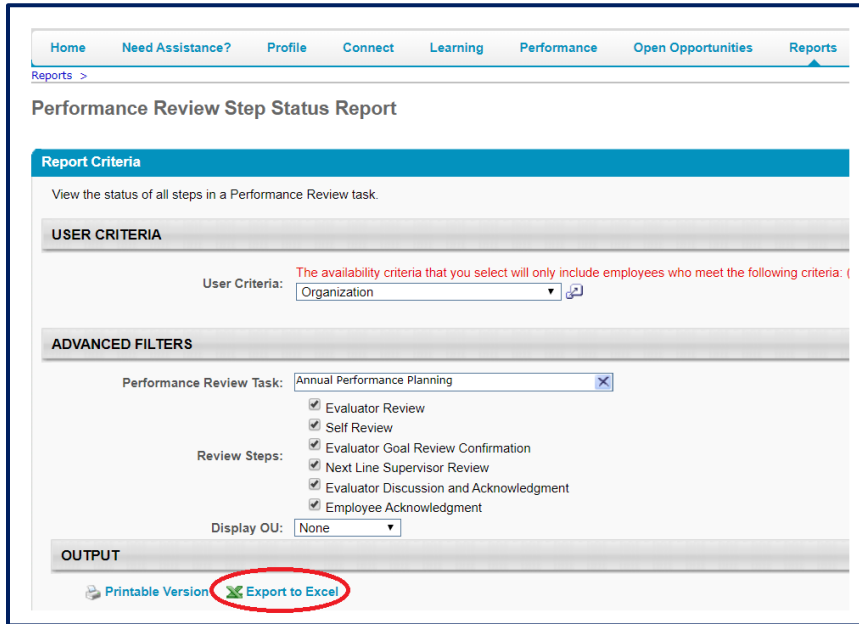 Home Need Assistance? Profile Connect Learning Performance Open Opportunities Reports
Reports >
Performance Review Step Status Report
Report Criteria
View the status of all steps in a Performance Review task.
USER CRITERIA
The availability criteria that you select will only include employees who meet the following criteria: (
User Criteria: Organization
ADVANCED FILTERS
Performance Review Task: Annual Performance Planning
Evaluator Review
Self Review
Evaluator Goal Review Confirmation
Review Steps:
Next Line Supervisor Review
Evaluator Discussion and Acknowledgment
Employee Acknowledgment
Display OU: None
OUTPUT
Printable Version Export to Excel